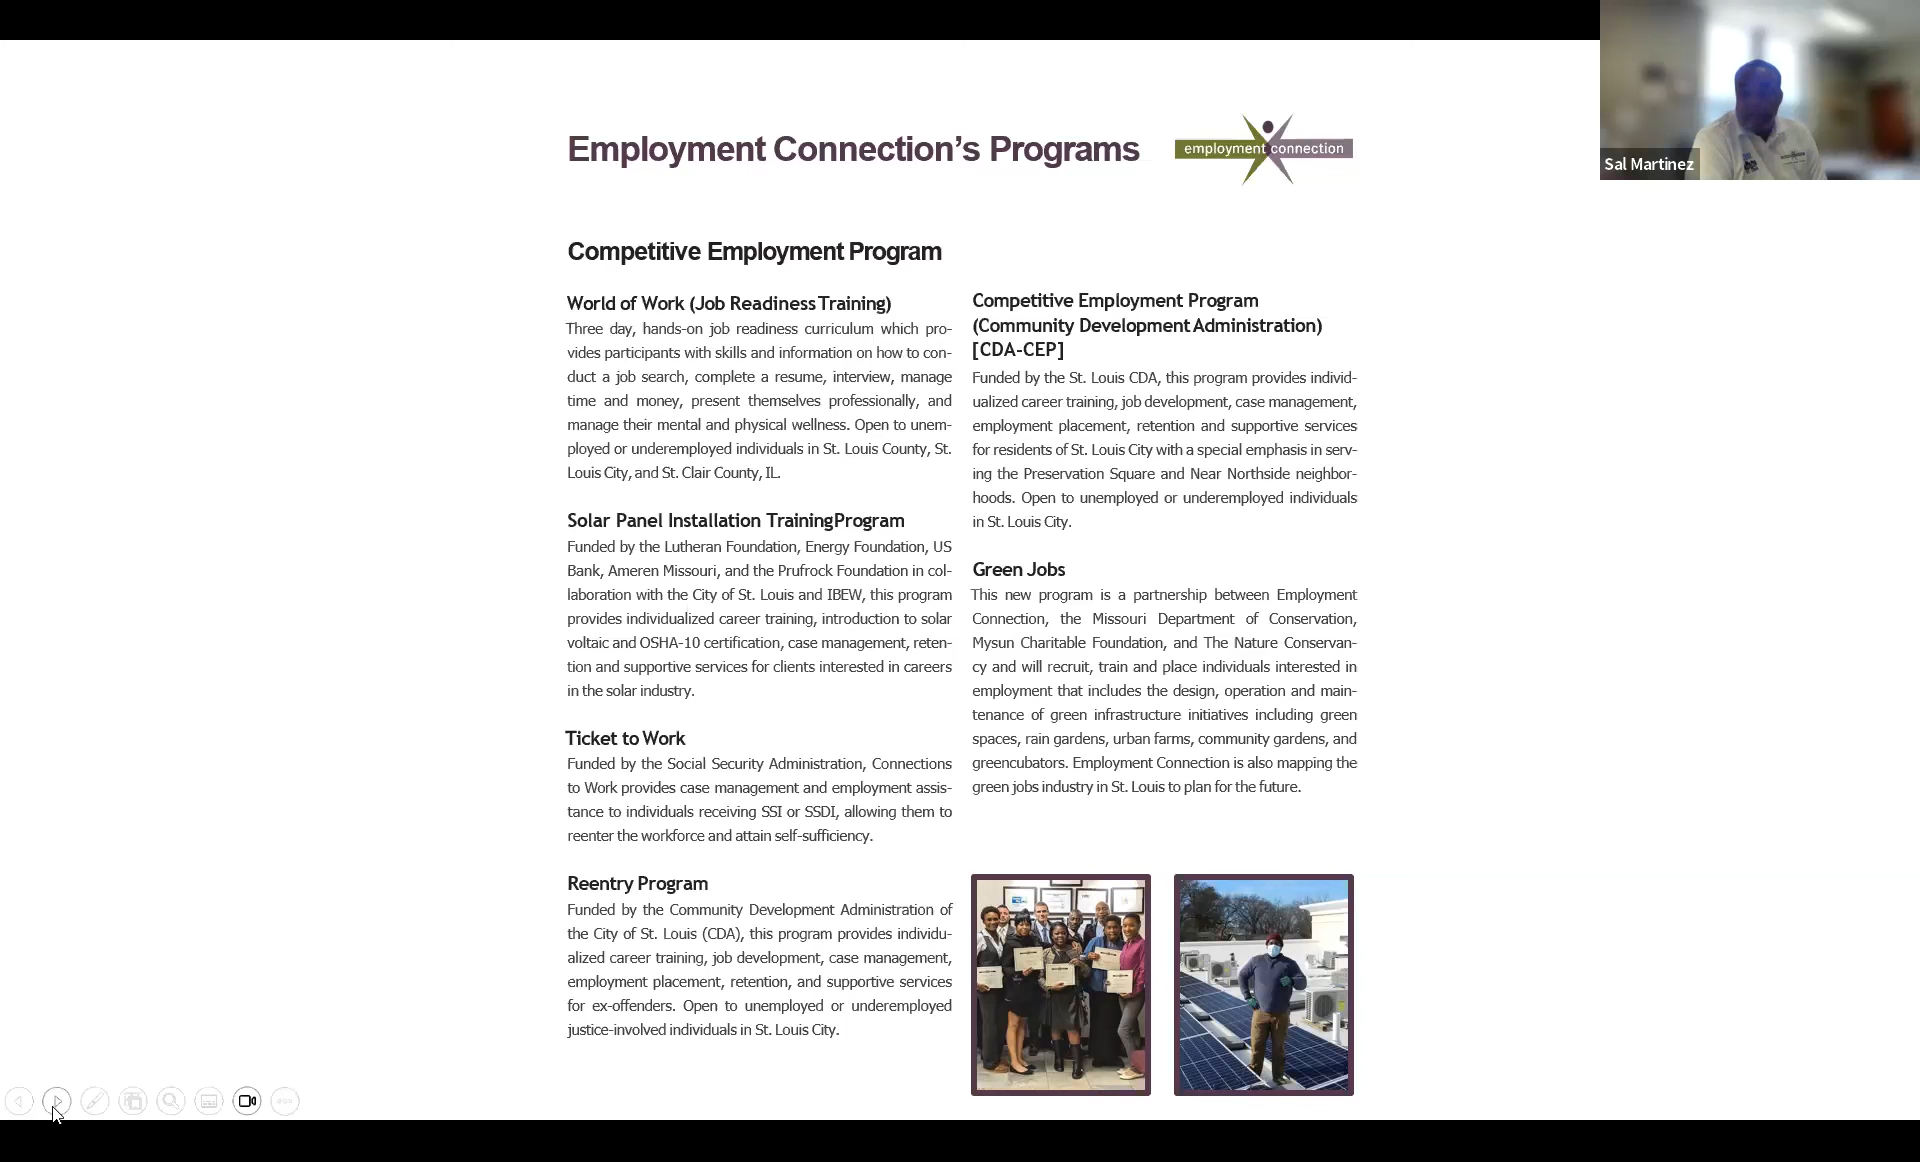 Employment Connection's Programs
employment connection
Sal Martinez
Competitive Employment Program
World of Work (Job Readiness Training)
Three day, hands-on job readiness curriculum which pro-
vides participants with skills and information on how to con-
duct a job search, complete a resume, interview, manage
time and money, present themselves professionally, and
manage their mental and physical wellness. Open to unem-
ployed or underemployed individuals in St. Louis County, St.
Louis City, and St. Clair County, IL.
Solar Panel Installation TrainingProgram
Funded by the Lutheran Foundation, Energy Foundation, US
Bank, Ameren Missouri, and the Prufrock Foundation in col-
laboration with the City of St. Louis and IBEW, this program
provides individualized career training, introduction to solar
voltaic and OSHA-10 certification, case management, reten-
tion and supportive services for clients interested in careers
in the solar industry.
Ticket to Work
Funded by the Social Security Administration, Connections
to Work provides case management and employment assis-
tance to individuals receiving SSI or SSDI, allowing them to
reenter the workforce and attain self-sufficiency.
Reentry Program
Funded by the Community Development Administration of
the City of St. Louis (CDA), this program provides individu-
alized career training, job development, case management,
employment placement, retention, and supportive services
for ex-offenders. Open to unemployed or underemployed
justice-involved individuals in St. Louis City.
Competitive Employment Program
(Community Development Administration)
[CDA-CEP]
Funded by the St. Louis CDA, this program provides individ-
ualized career training, job development, case management,
employment placement, retention and supportive services
for residents of St. Louis City with a special emphasis in serv-
ing the Preservation Square and Near Northside neighbor-
hoods. Open to unemployed or underemployed individuals
in St. Louis City.
Green Jobs
This new program is a partnership between Employment
Connection, the Missouri Department of Conservation,
Mysun Charitable Foundation, and The Nature Conservan-
cy and will recruit, train and place individuals interested in
employment that includes the design, operation and main-
tenance of green infrastructure initiatives including green
spaces, rain gardens, urban farms, community gardens, and
greencubators. Employment Connection is also mapping the
green jobs industry in St. Louis to plan for the future.